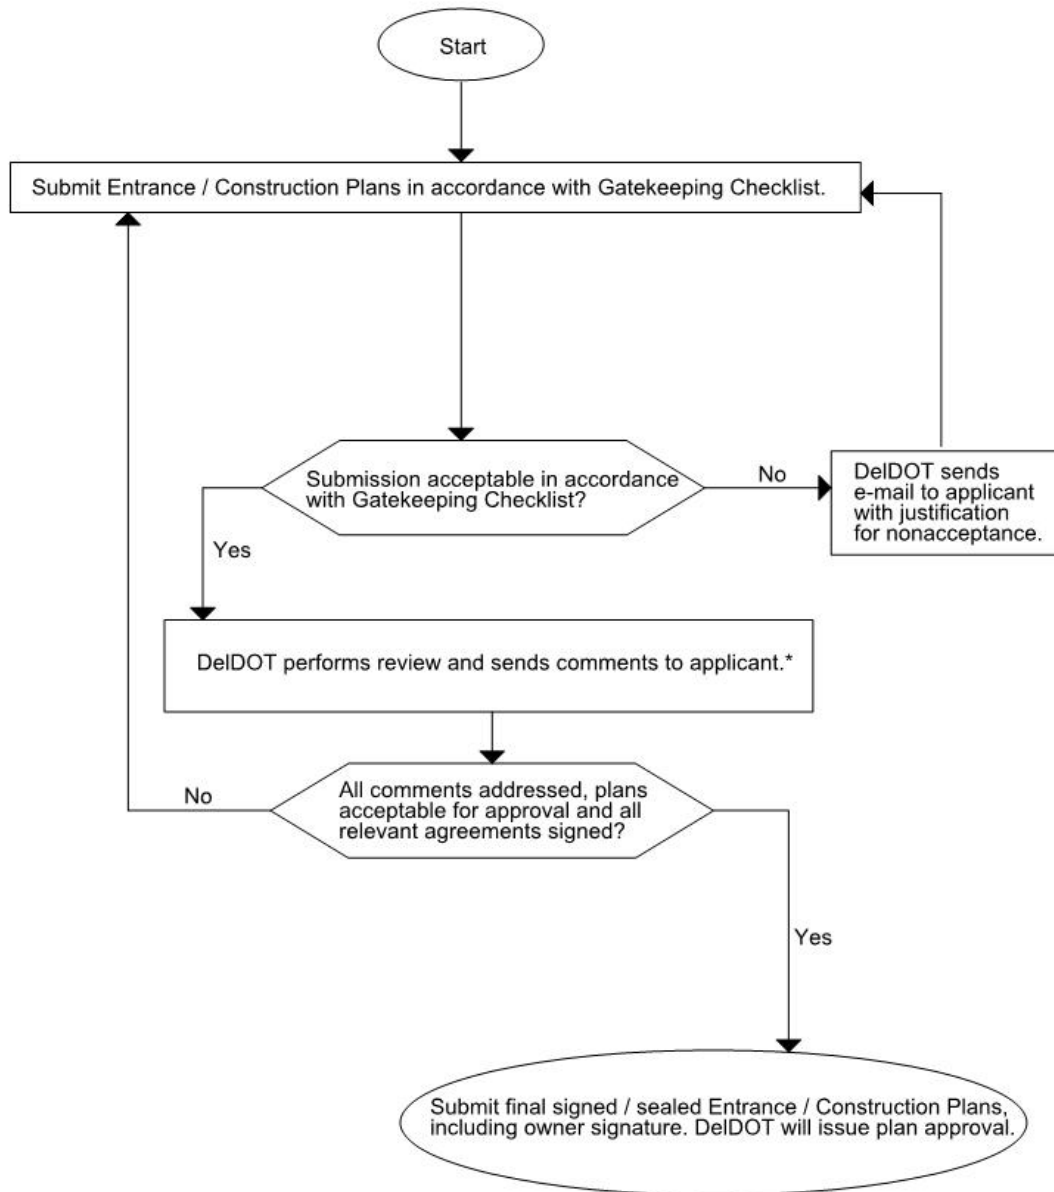 Start
Submit Entrance / Construction Plans in accordance with Gatekeeping Checklist.
Submission acceptable in accordance
with Gatekeeping Checklist?
No
DelDOT sends
e-mail to applicant
with justification
for nonacceptance.
Yes
DelDOT performs review and sends comments to applicant.*
No
All comments addressed, plans
acceptable for approval and all
relevant agreements signed?
Yes
Submit final signed / sealed Entrance / Construction Plans,
including owner signature. DelDOT will issue plan approval.